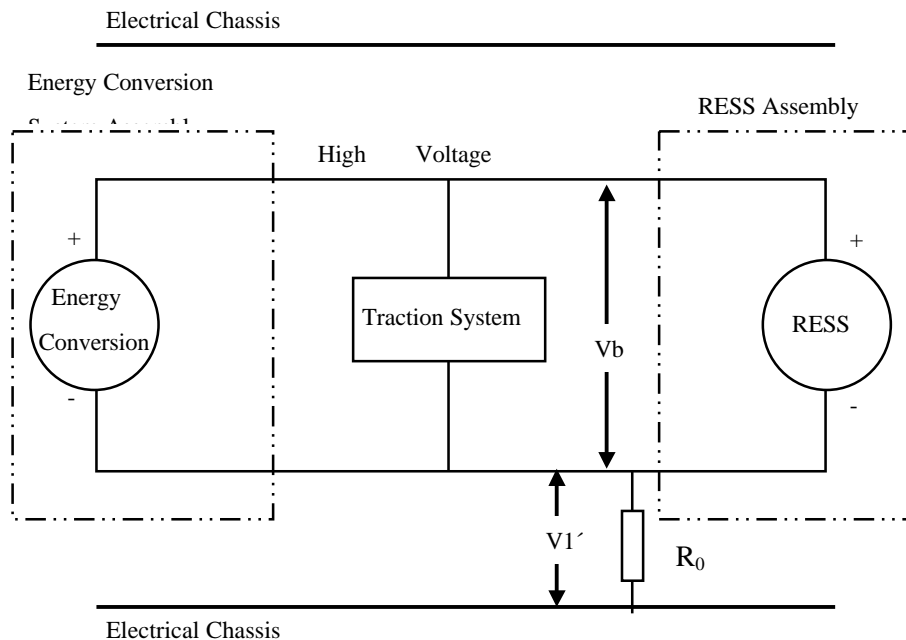 Electrical Chassis
Energy Conversion
RESS Assembly
High Voltage
+
+
Energy
Conversion
Traction System
Vb
RESS
-
-
V1´
R₀
Electrical Chassis